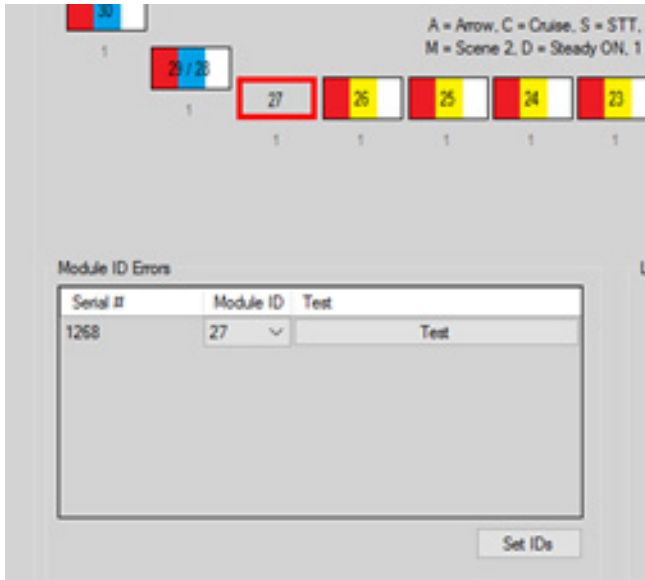 30
A = Arrow, C = Cruise, S = STT,
1
M = Scene 2, D = Steady ON, 1
29 / 28
1
27 26 25 24 23
1 1 1 1 1
Module ID Errors
Serial # Module ID Test
1268 27 Test
Set IDs